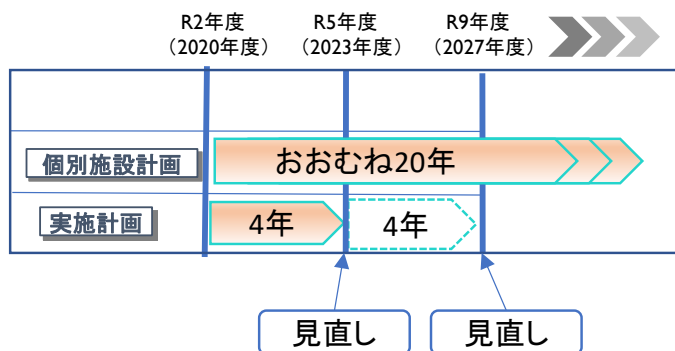 R2年度 R5年度 R9年度
（2020年度） （2023年度） （2027年度）
個別施設計画 おおむね20年
実施計画 4年 4年
見直し 見直し